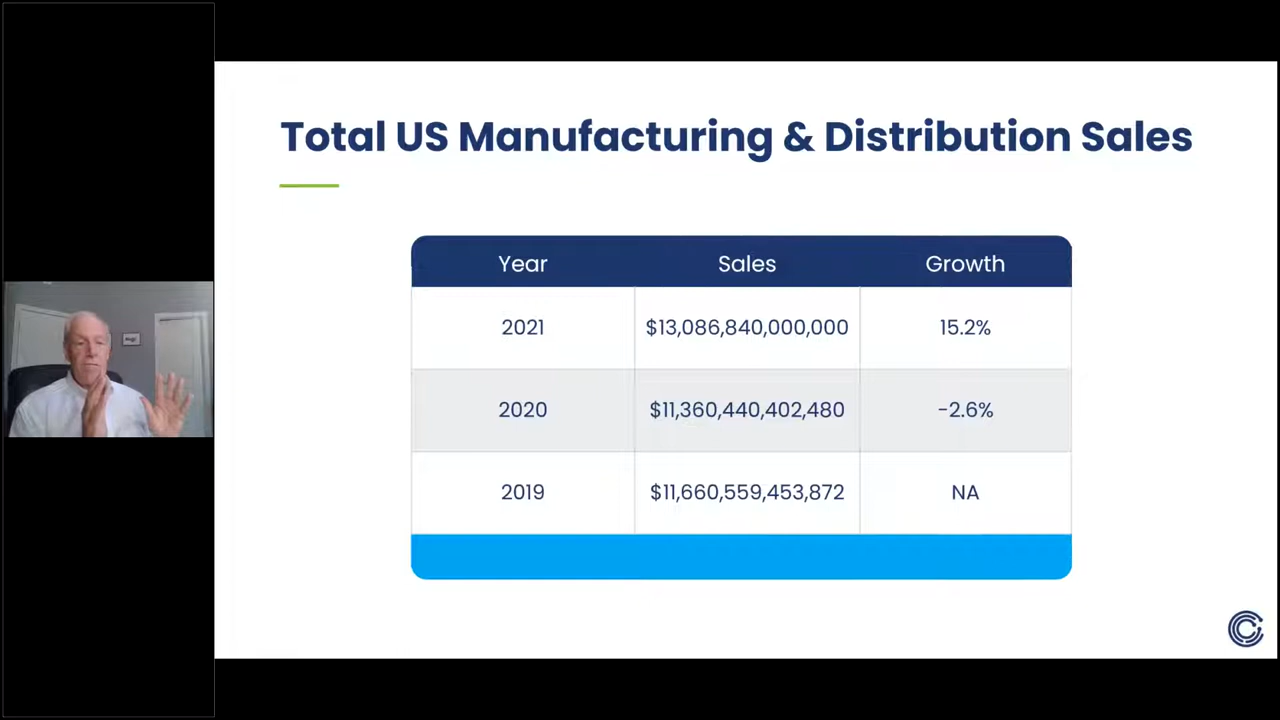 Total US Manufacturing & Distribution Sales
Year Sales Growth
2021 $13,086,840,000,000 15.2%
2020 $11,360,440,402,480 -2.6%
2019 $11,660,559,453,872 NA